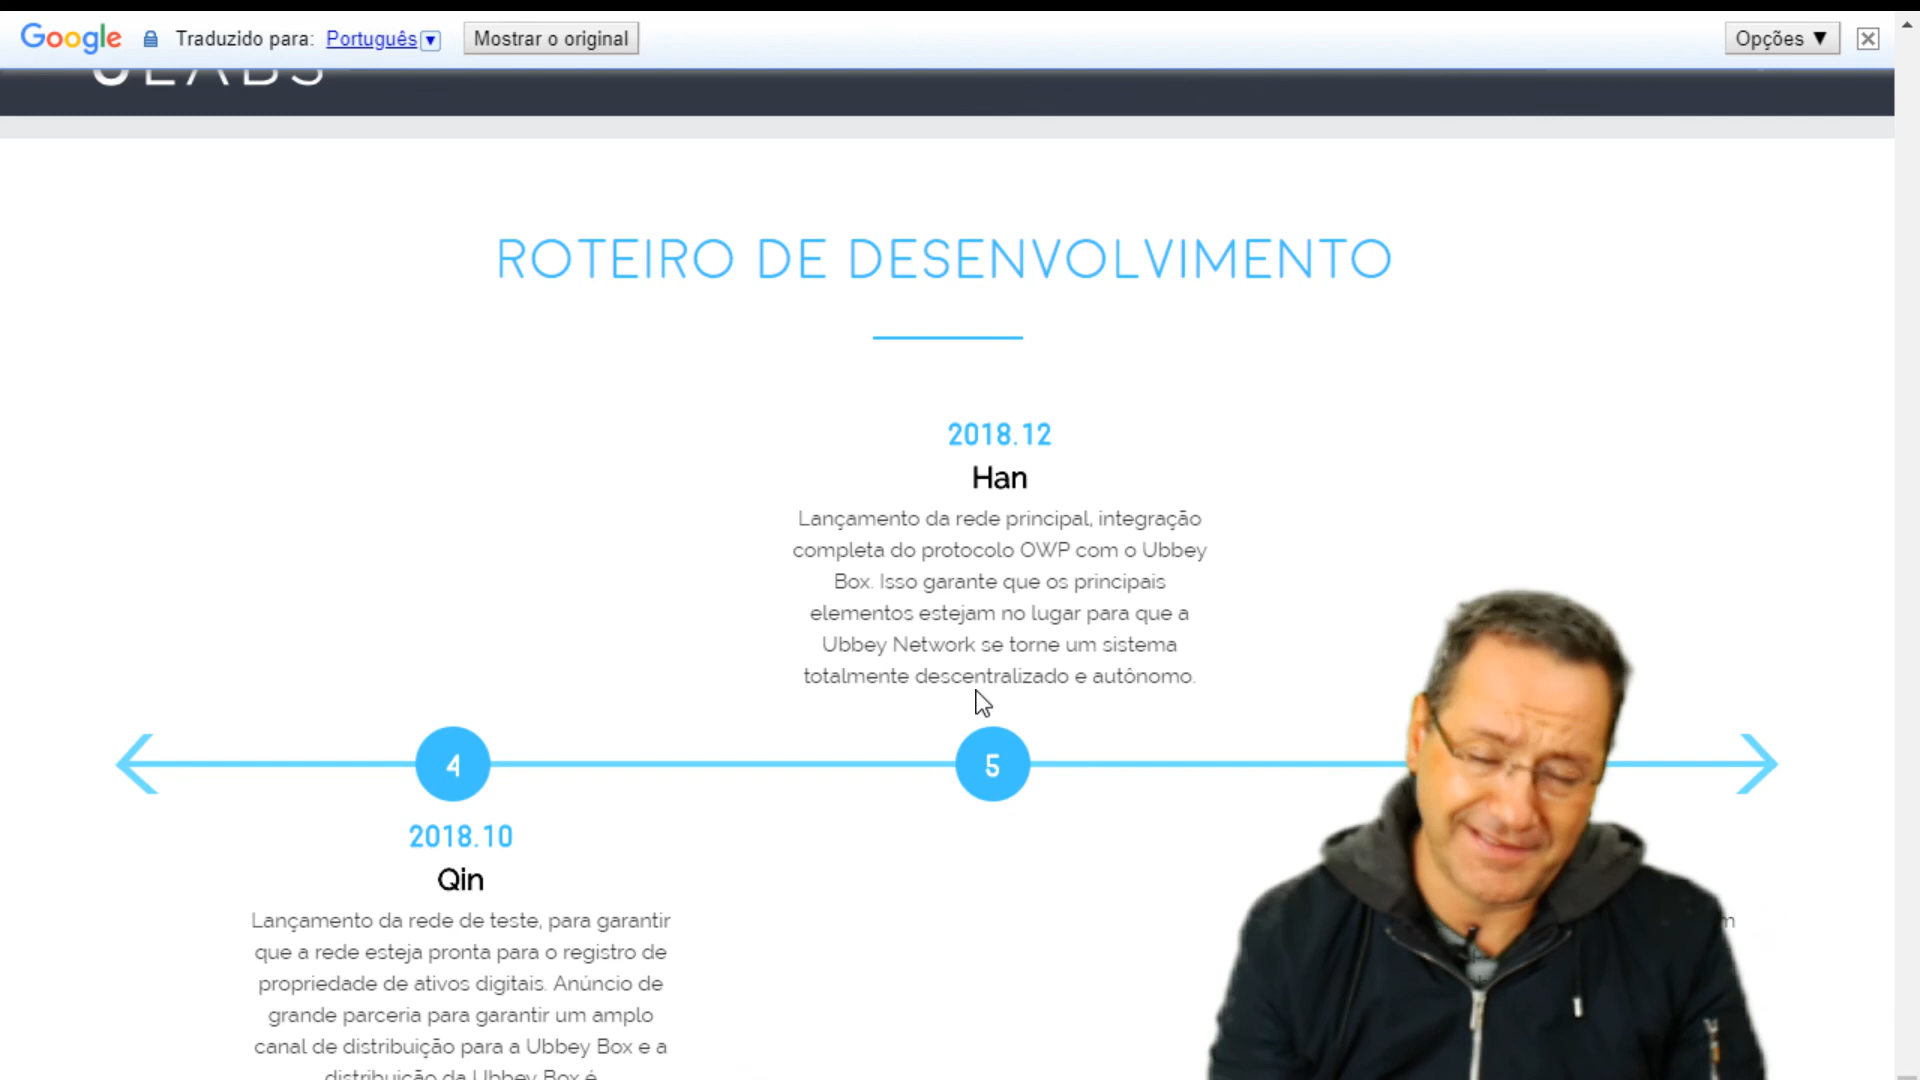 Google Traduzido para: Português Mostrar o original Opções ▼
ROTEIRO DE DESENVOLVIMENTO
2018.12
Han
Lançamento da rede principal, integração
completa do protocolo OWP com o Ubbey
Box. Isso garante que os principais
elementos estejam no lugar para que a
Ubbey Network se torne um sistema
totalmente descentralizado e autônomo.
4
5
2018.10
Qin
Lançamento da rede de teste, para garantir
que a rede esteja pronta para o registro de
propriedade de ativos digitais. Anúncio de
grande parceria para garantir um amplo
canal de distribuição para a Ubbey Box e a
distribuição da Ubbey Box é